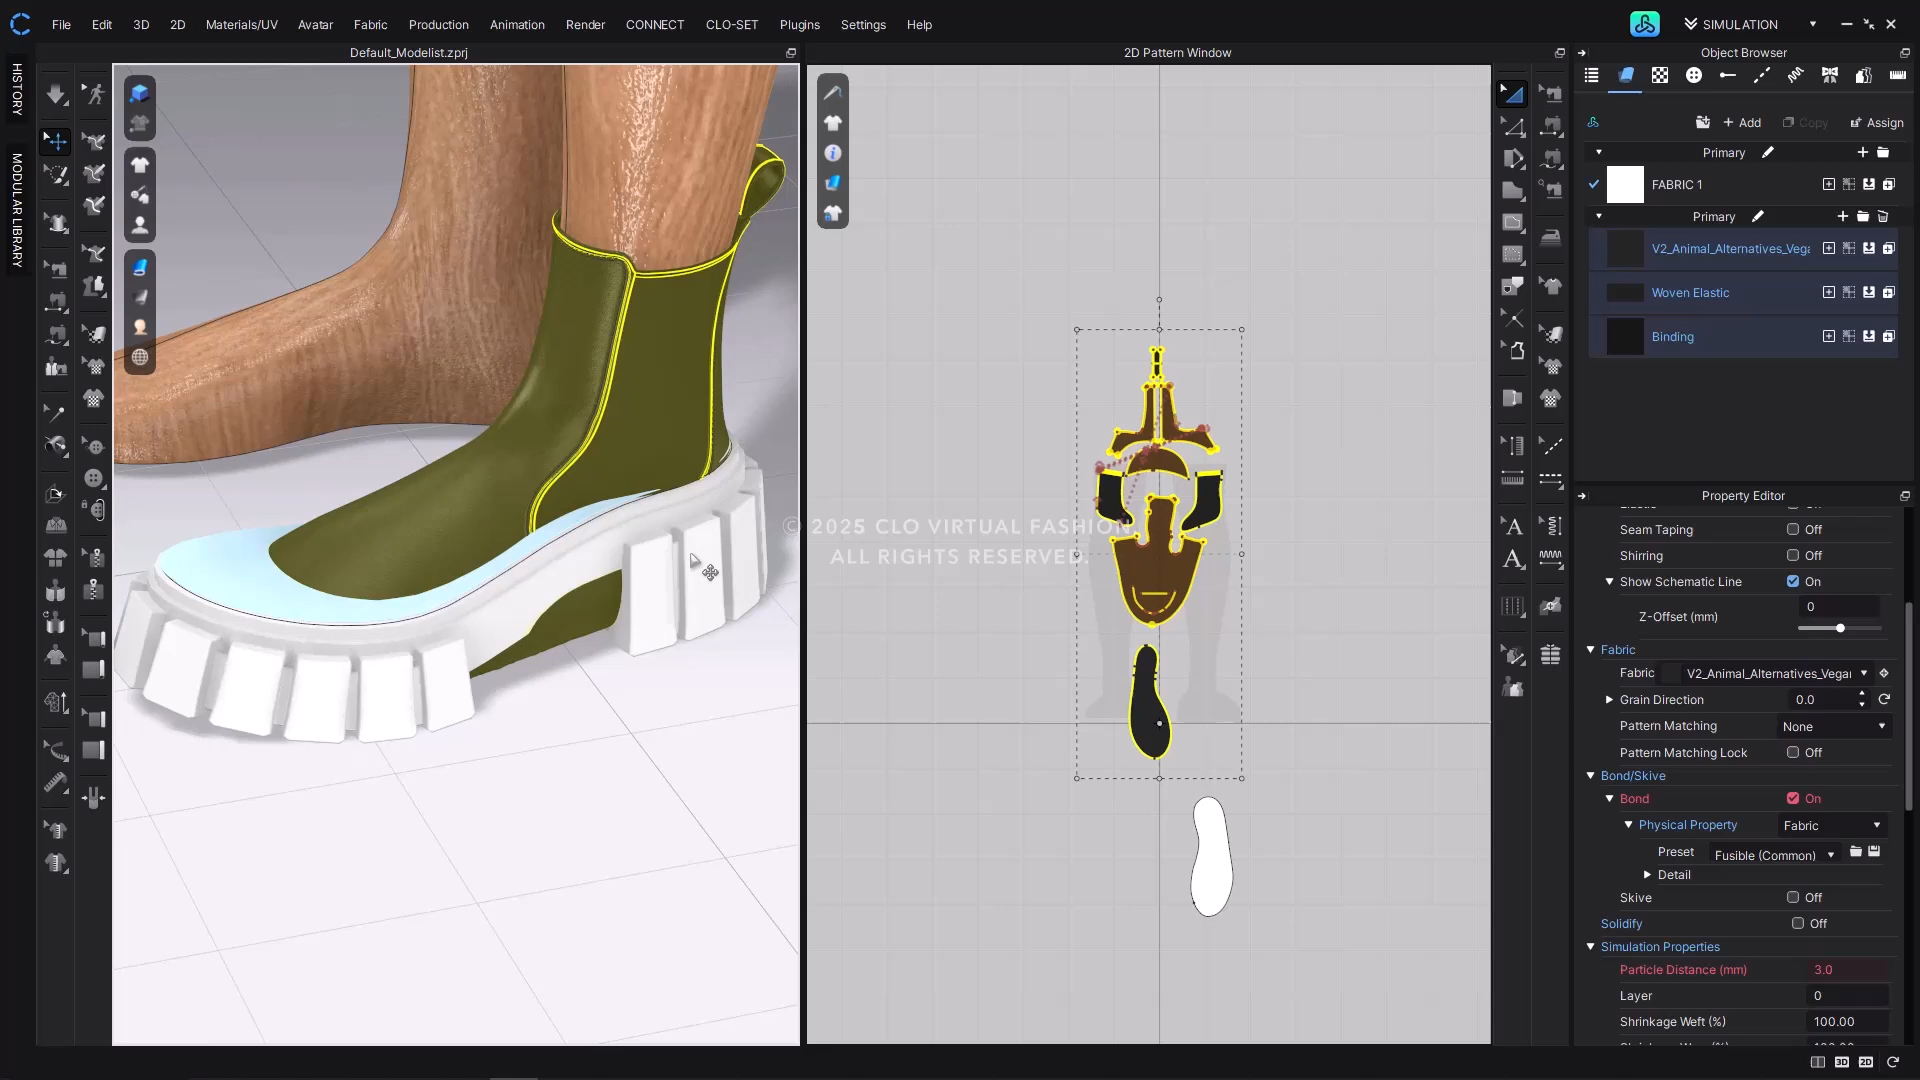 File Edit 3D 2D Materials/UV Avatar Fabric Production Animation Render CONNECT CLO-SET Plugins Settings Help
SIMULATION
Default_Modelist.zprj
2D Pattern Window
Object Browser
HISTORY
MODULAR LIBRARY
Add Copy Assign
Primary
FABRIC 1
Primary
V2_Animal_Alternatives_Vega
Woven Elastic
Binding
Property Editor
Seam Taping Off
Shirring Off
Show Schematic Line On
Z-Offset (mm) 0
Fabric
Fabric V2_Animal_Alternatives_Vegan
Grain Direction 0.0
Pattern Matching None
Pattern Matching Lock Off
Bond/Skive
Bond On
Physical Property Fabric
Preset Fusible (Common)
Detail
Skive Off
Solidify Off
Simulation Properties
Particle Distance (mm) 3.0
Layer 0
Shrinkage Weft (%) 100.00
© 2025 CLO VIRTUAL FASHION,
ALL RIGHTS RESERVED.
3D 2D